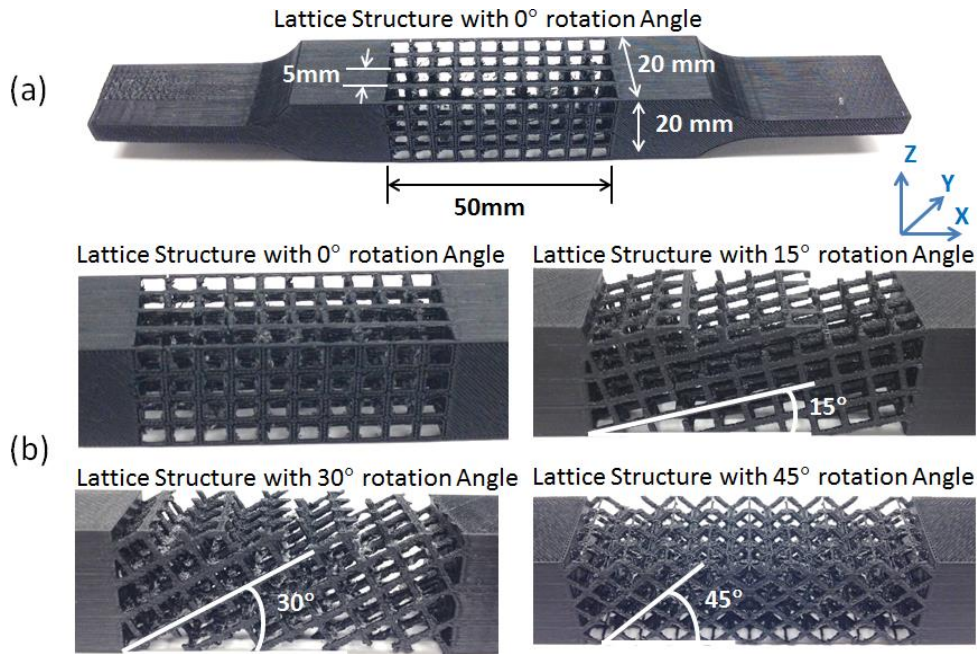 Lattice Structure with 0° rotation Angle
(a)
5mm
20 mm
20 mm
50mm
Z
Y
X
Lattice Structure with 0° rotation Angle
Lattice Structure with 15° rotation Angle
15°
(b)
Lattice Structure with 30° rotation Angle
Lattice Structure with 45° rotation Angle
30°
45°